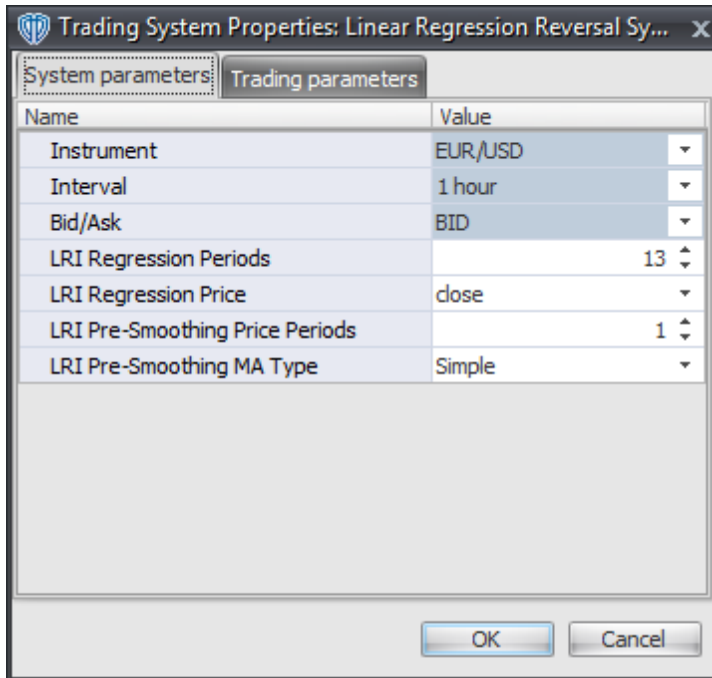 Trading System Properties: Linear Regression Reversal Sy... x
System parameters Trading parameters
Name Value
Instrument EUR/USD
Interval 1 hour
Bid/Ask BID
LRI Regression Periods 13
LRI Regression Price close
LRI Pre-Smoothing Price Periods 1
LRI Pre-Smoothing MA Type Simple
OK Cancel